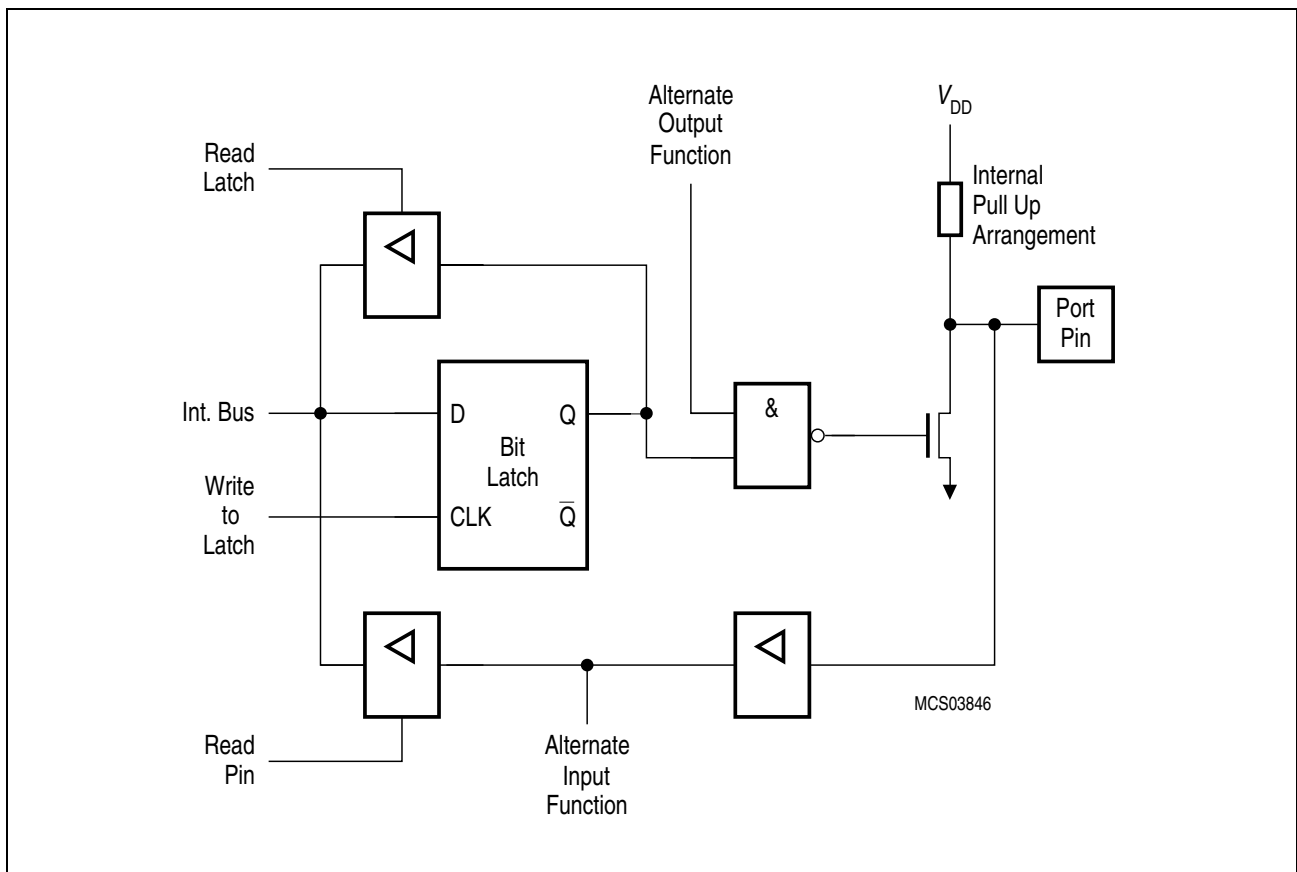 Alternate
Output
Function
VDD
Read
Latch
Internal
Pull Up
Arrangement
Port
Pin
Int. Bus
D
Q
&
Bit
Latch
Write
to
Latch
CLK
Q̅
MCS03846
Read
Pin
Alternate
Input
Function